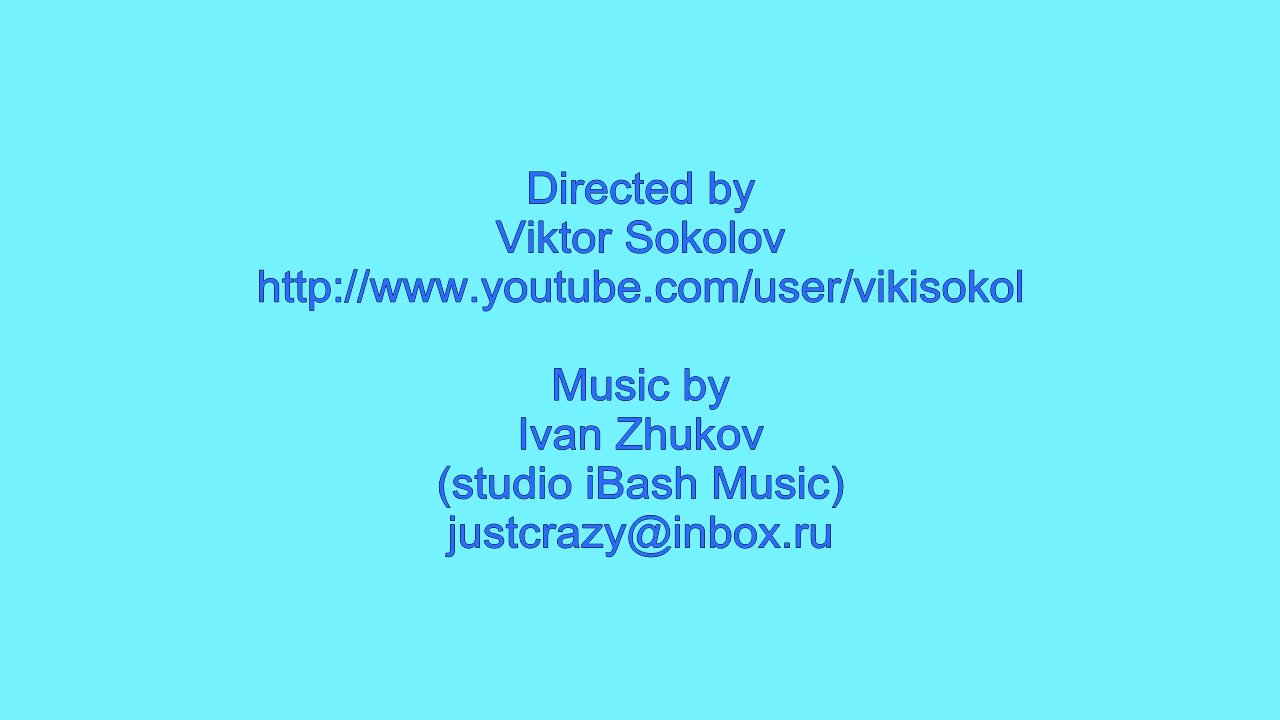 Directed by
Viktor Sokolov
http://www.youtube.com/user/vikisokol
Music by
Ivan Zhukov
(studio iBash Music)
justcrazy@inbox.ru